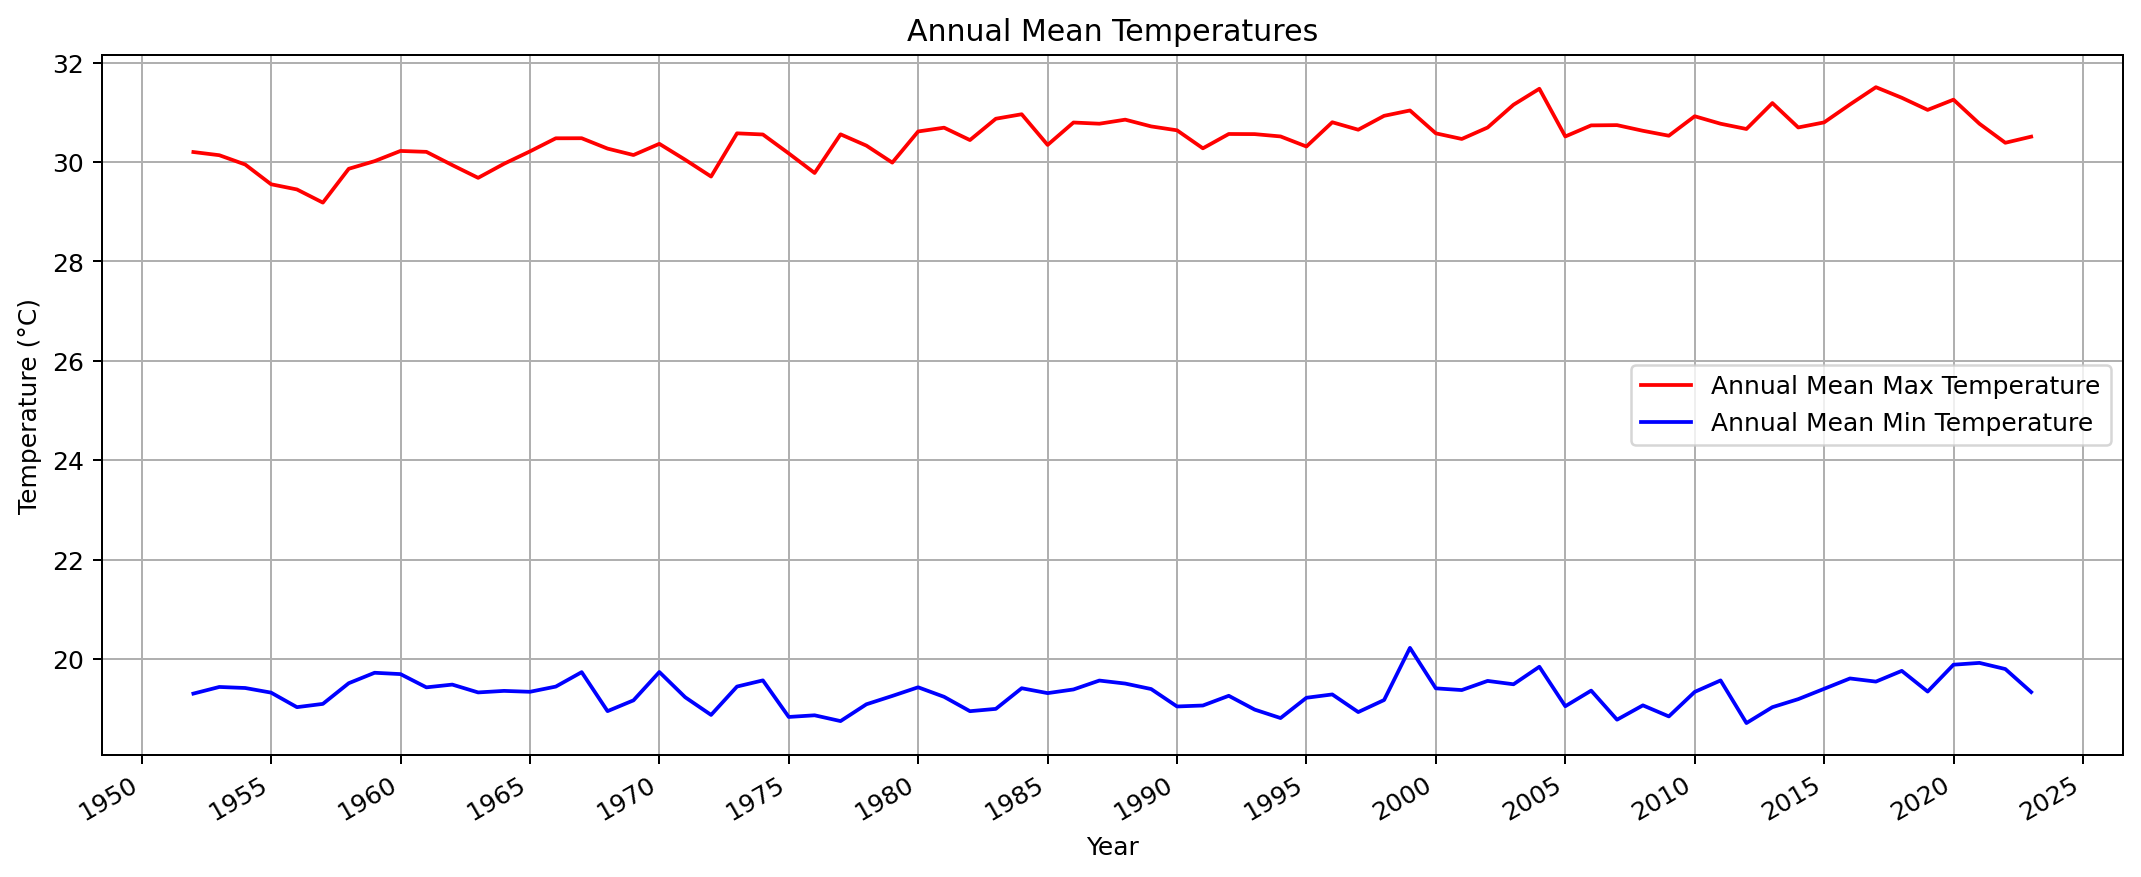 Annual Mean Temperatures
32
30
28
26
24
22
20
Temperature (°C)
Annual Mean Max Temperature
Annual Mean Min Temperature
1950 1955 1960 1965 1970 1975 1980 1985 1990 1995 2000 2005 2010 2015 2020 2025
Year